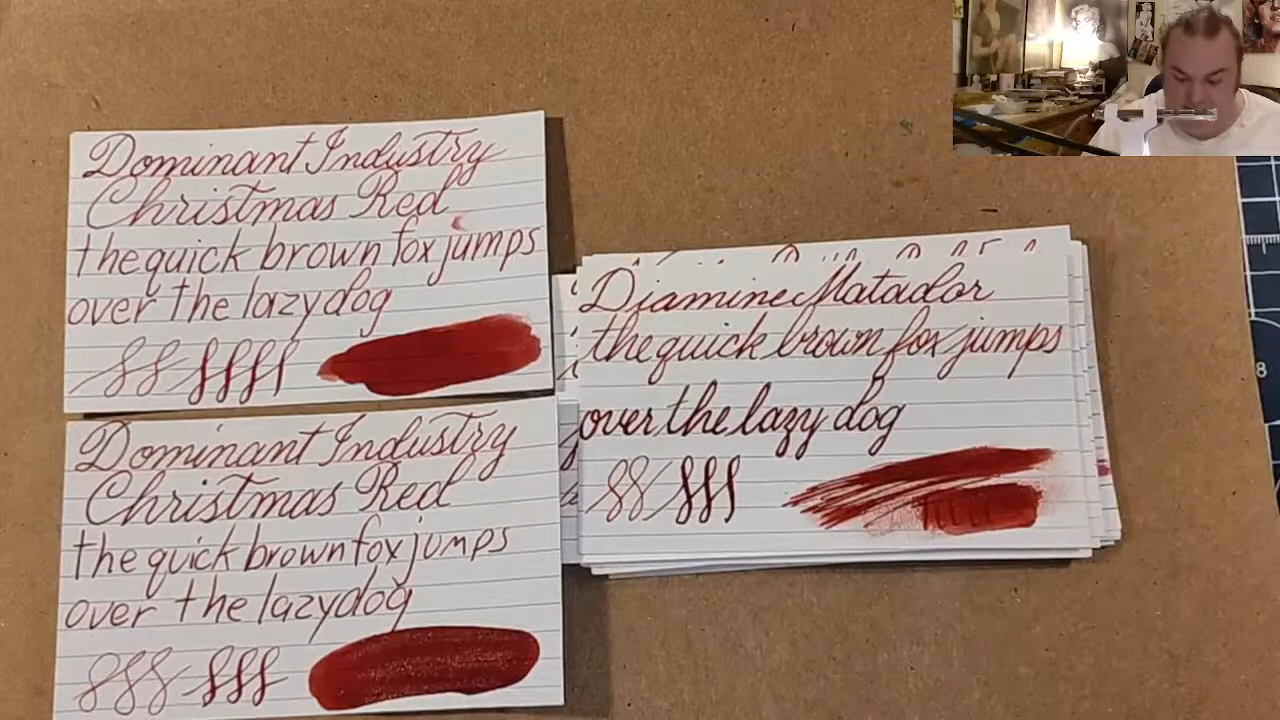 Dominant Industry
Christmas Red
the quick brown fox jumps
over the lazy dog
Dominant Industry
Christmas Red
the quick brown fox jumps
over the lazy dog
Diamine Matador
the quick brown fox jumps
over the lazy dog
8